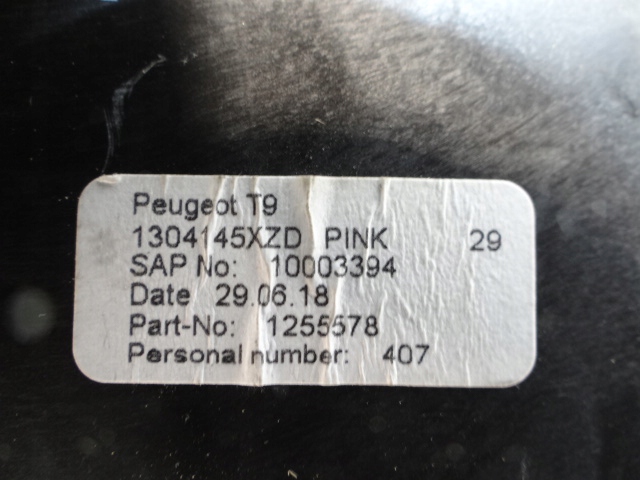 Peugeot T9
1304145XZD PINK 29
SAP No: 10003394
Date 29.06.18
Part-No: 1255578
Personal number: 407